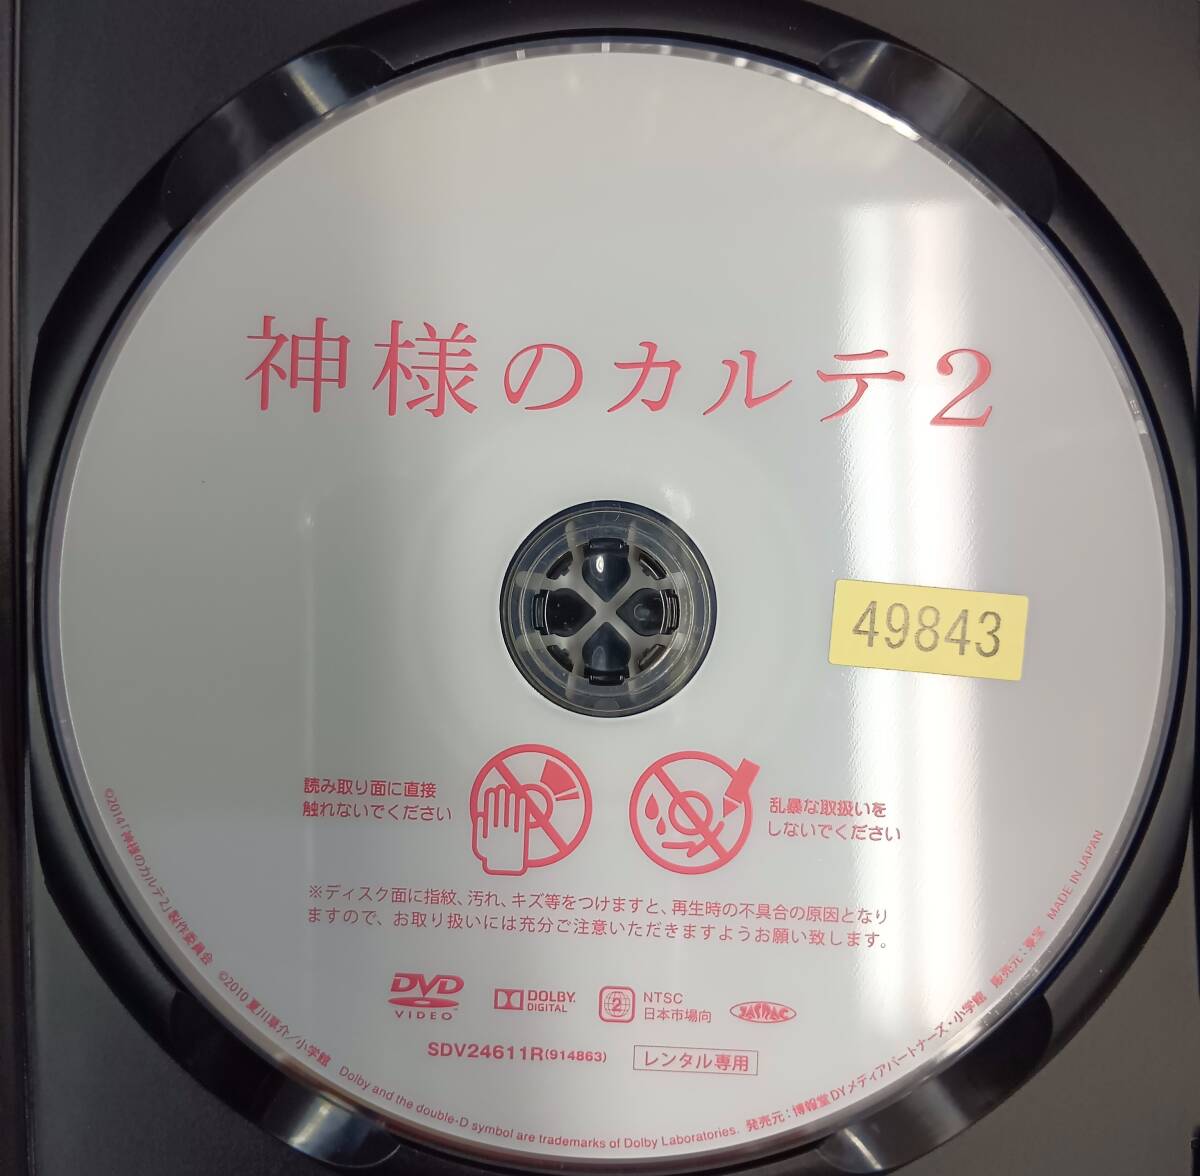 神様のカルテ2
49843
読み取り面に直接
触れないでください
乱暴な取扱いを
しないでください
※ディスク面に指紋、汚れ、キズ等をつけますと、再生時の不具合の原因となり
ますので、お取り扱いには充分ご注意いただきますようお願い致します。
DVD
VIDEO™
DOLBY.
DIGITAL
2
NTSC
日本市場向
JASRAC
SDV24611R(914863)
レンタル専用
©2014「神様のカルテ2」製作委員会 ©2010 夏川草介／小学館 Dolby and the double-D symbol are trademarks of Dolby Laboratories. 発売元：博報堂DYメディアパートナーズ・小学館 販売元：東宝 MADE IN JAPAN